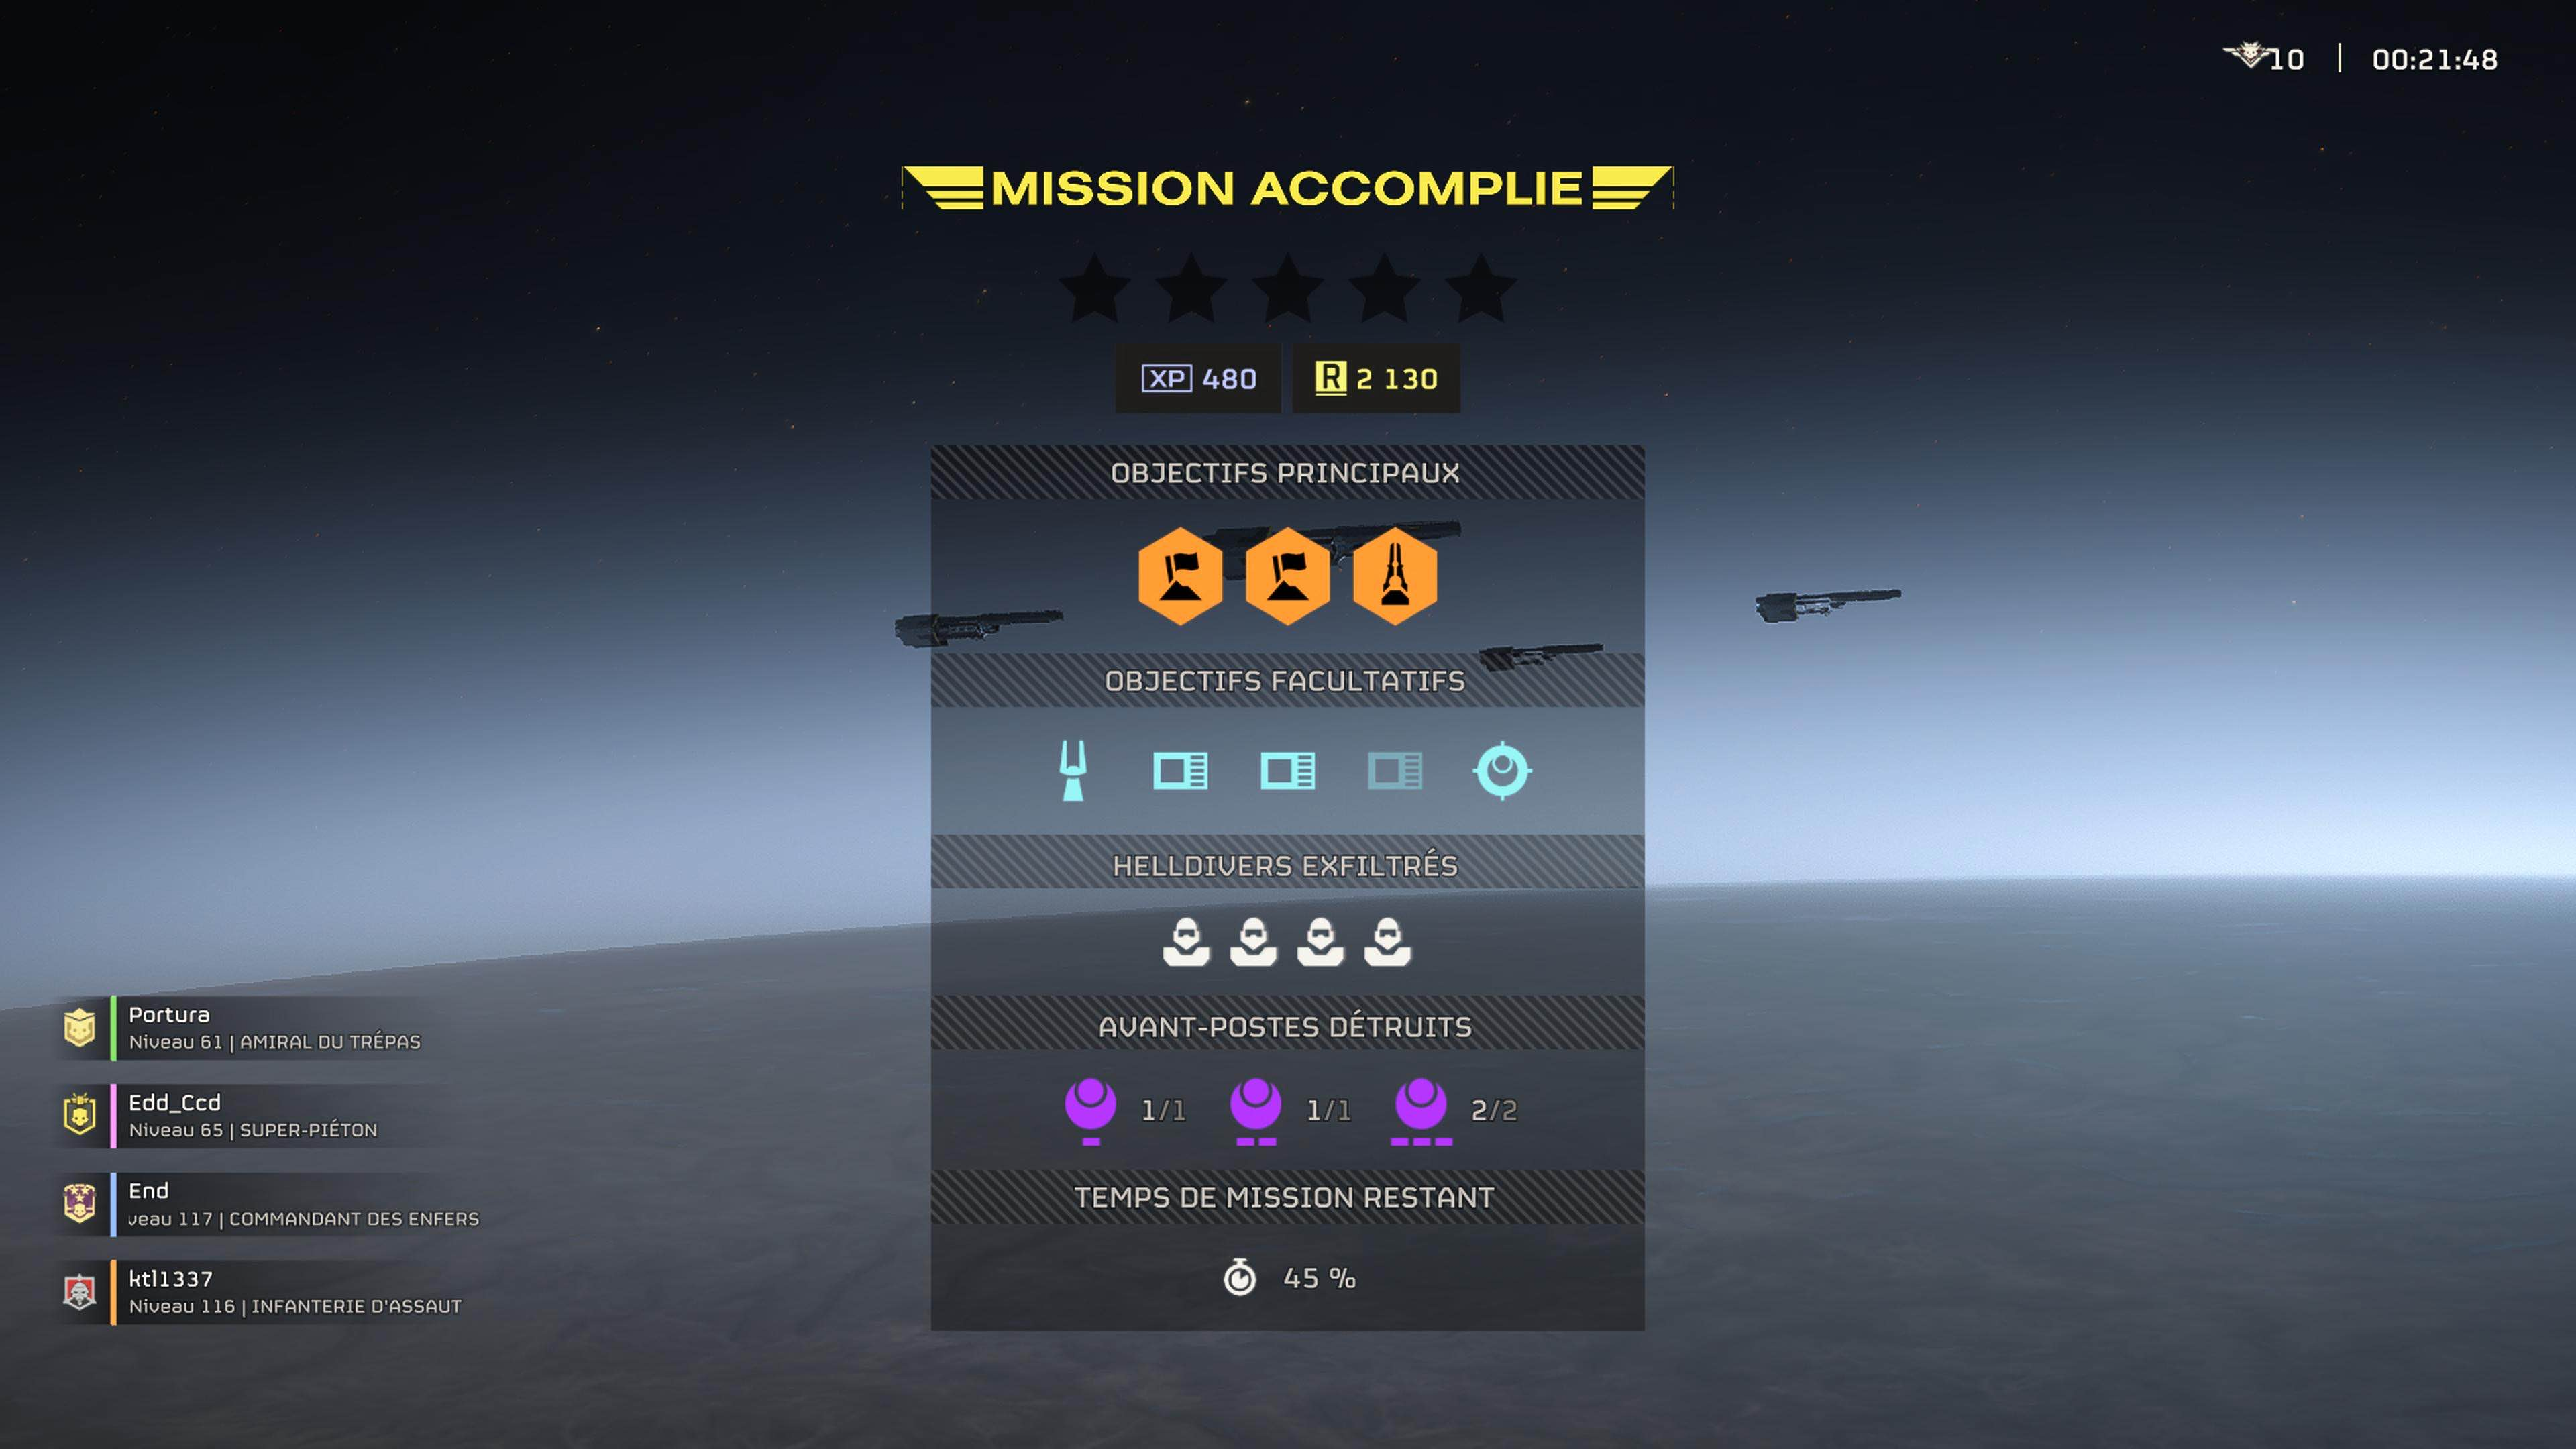 10 | 00:21:48
MISSION ACCOMPLIE
XP 480
R 2 130
OBJECTIFS PRINCIPAUX
OBJECTIFS FACULTATIFS
HELLDIVERS EXFILTRÉS
AVANT-POSTES DÉTRUITS
1/1 1/1 2/2
TEMPS DE MISSION RESTANT
45 %
Portura
Niveau 61 | AMIRAL DU TRÉPAS
Edd_Ccd
Niveau 65 | SUPER-PIÉTON
End
veau 117 | COMMANDANT DES ENFERS
ktl1337
Niveau 116 | INFANTERIE D'ASSAUT